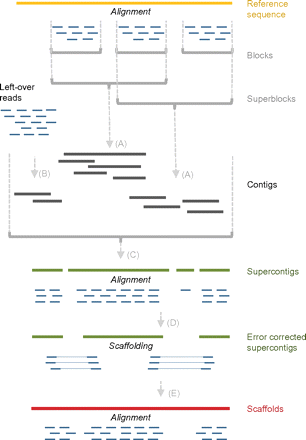 Reference
sequence
Alignment
Blocks
Left-over
reads
Superblocks
(A)
(B)
(A)
Contigs
(C)
Supercontigs
Alignment
(D)
Error corrected
supercontigs
Scaffolding
(E)
Scaffolds
Alignment